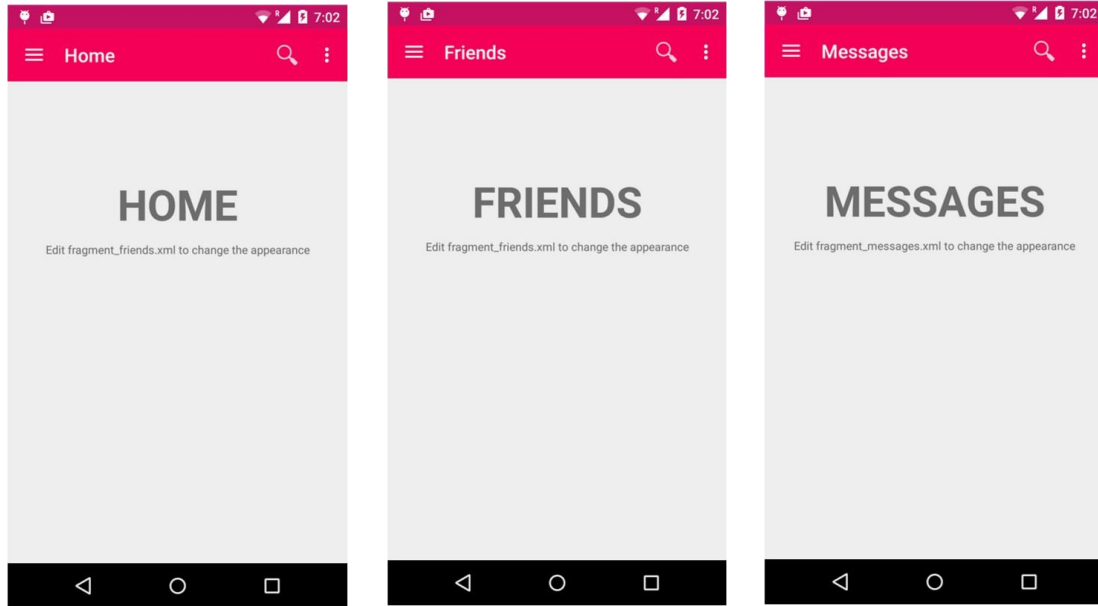 R 7:02
Home
HOME
Edit fragment_friends.xml to change the appearance
R 7:02
Friends
FRIENDS
Edit fragment_friends.xml to change the appearance
R 7:02
Messages
MESSAGES
Edit fragment_messages.xml to change the appearance